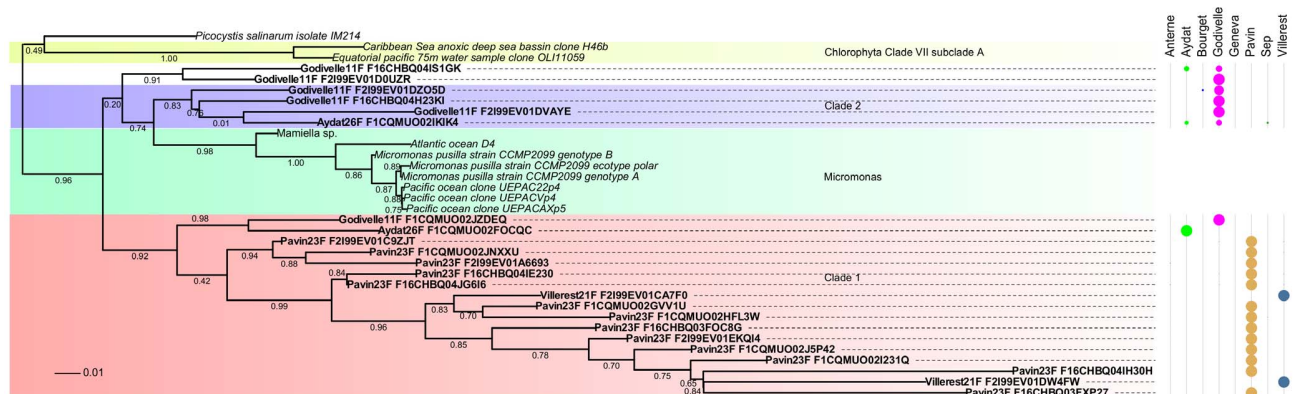 Anterne
Aydat
Bourget
Godivelle
Geneva
Pavin
Sep
Villerest
Picocystis salinarum isolate IM214
0.49
Caribbean Sea anoxic deep sea bassin clone H46b
1.00
Equatorial pacific 75m water sample clone OLI11059
Chlorophyta Clade VII subclade A
Godivelle11F F16CHBQ04IS1GK
0.91
Godivelle11F F2I99EV01D0UZR
0.20
Godivelle11F F2I99EV01DZO5D
0.83
Godivelle11F F16CHBQ04H23KI
Clade 2
Godivelle11F F2I99EV01DVAYE
0.01
Aydat26F F1CQMUO02IKIK4
0.74
Mamiella sp.
0.98
Atlantic ocean D4
1.00
Micromonas pusilla strain CCMP2099 genotype B
0.86
Micromonas pusilla strain CCMP2099 ecotype polar
0.96
Micromonas pusilla strain CCMP2099 genotype A
Micromonas
0.87
Pacific ocean clone UEPAC22p4
Pacific ocean clone UEPACVp4
0.75
Pacific ocean clone UEPACAXp5
0.98
Godivelle11F F1CQMUO02JZDEQ
Aydat26F F1CQMUO02FOCQC
0.92
Pavin23F F2I99EV01C9ZJT
0.94
Pavin23F F1CQMUO02JNXXU
0.88
Pavin23F F2I99EV01A6693
0.42
0.84
Pavin23F F16CHBQ04IE230
Clade 1
Pavin23F F16CHBQ04JG6I6
0.99
Villerest21F F2I99EV01CA7F0
0.83
Pavin23F F1CQMUO02GVV1U
0.70
Pavin23F F1CQMUO02HFL3W
0.96
Pavin23F F16CHBQ03FOC8G
0.85
Pavin23F F2I99EV01EKQI4
0.78
Pavin23F F1CQMUO02J5P42
0.70
Pavin23F F1CQMUO02I231Q
0.75
Pavin23F F16CHBQ04IH30H
0.65
Villerest21F F2I99EV01DW4FW
0.84
Pavin23F F16CHBQ03FXP27
0.01